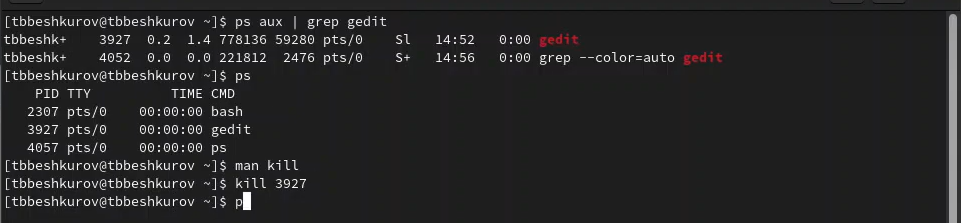 [tbbeshkurov@tbbeshkurov ~]$ ps aux | grep gedit
tbbeshk+    3927  0.2  1.4 778136 59280 pts/0    Sl   14:52   0:00 gedit
tbbeshk+    4052  0.0  0.0 221812  2476 pts/0    S+   14:56   0:00 grep --color=auto gedit
[tbbeshkurov@tbbeshkurov ~]$ ps
    PID TTY          TIME CMD
   2307 pts/0    00:00:00 bash
   3927 pts/0    00:00:00 gedit
   4057 pts/0    00:00:00 ps
[tbbeshkurov@tbbeshkurov ~]$ man kill
[tbbeshkurov@tbbeshkurov ~]$ kill 3927
[tbbeshkurov@tbbeshkurov ~]$ p